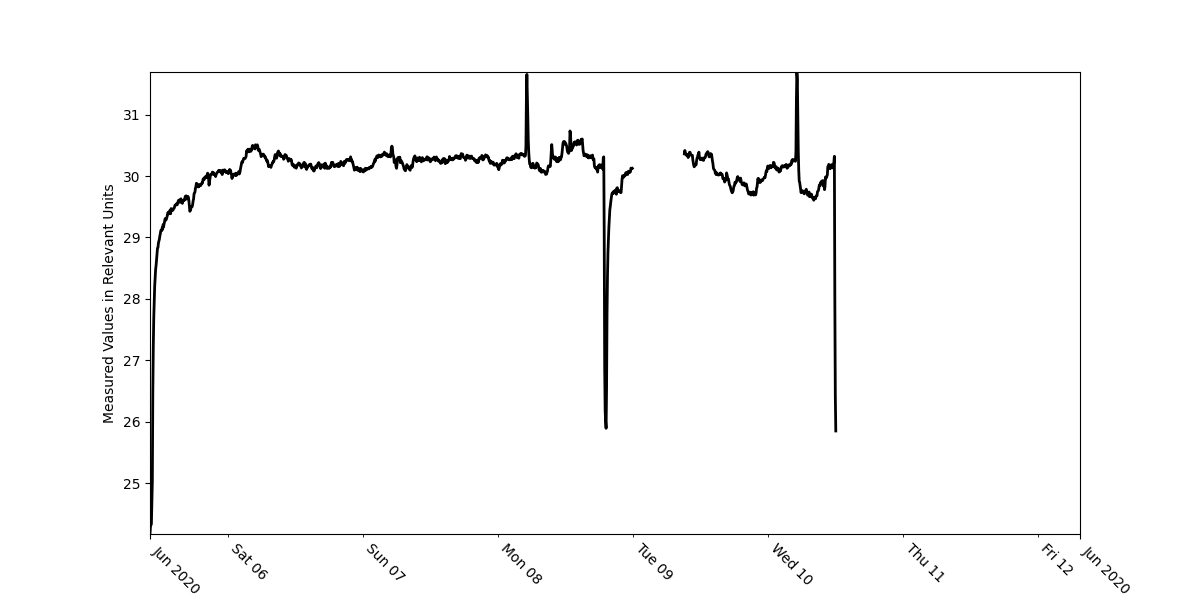 Measured Values in Relevant Units
31
30
29
28
27
26
25
Jun 2020
Sat 06
Sun 07
Mon 08
Tue 09
Wed 10
Thu 11
Fri 12
Jun 2020